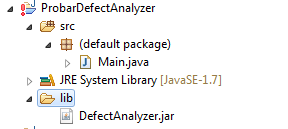 ProbarDefectAnalyzer
src
(default package)
Main.java
JRE System Library [JavaSE-1.7]
lib
DefectAnalyzer.jar